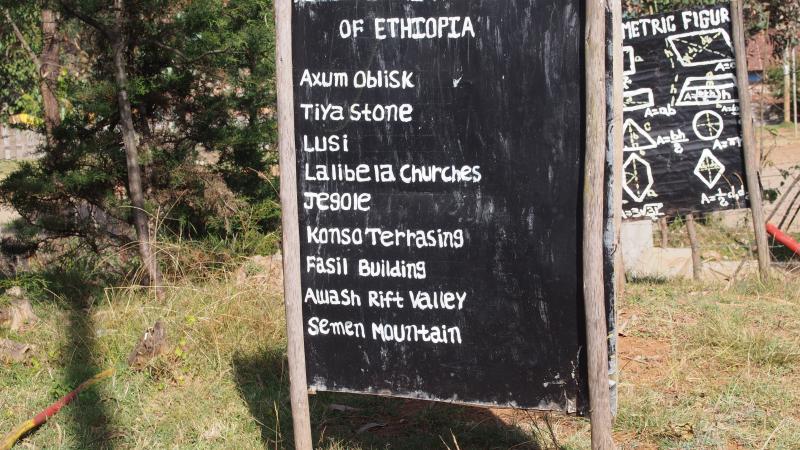 OF ETHIOPIA
Axum Oblisk
Tiya Stone
Lusi
Lalibela Churches
Jegole
Konso Terrasing
Fasil Building
Awash Rift Valley
Semen Mountain
METRIC FIGUR